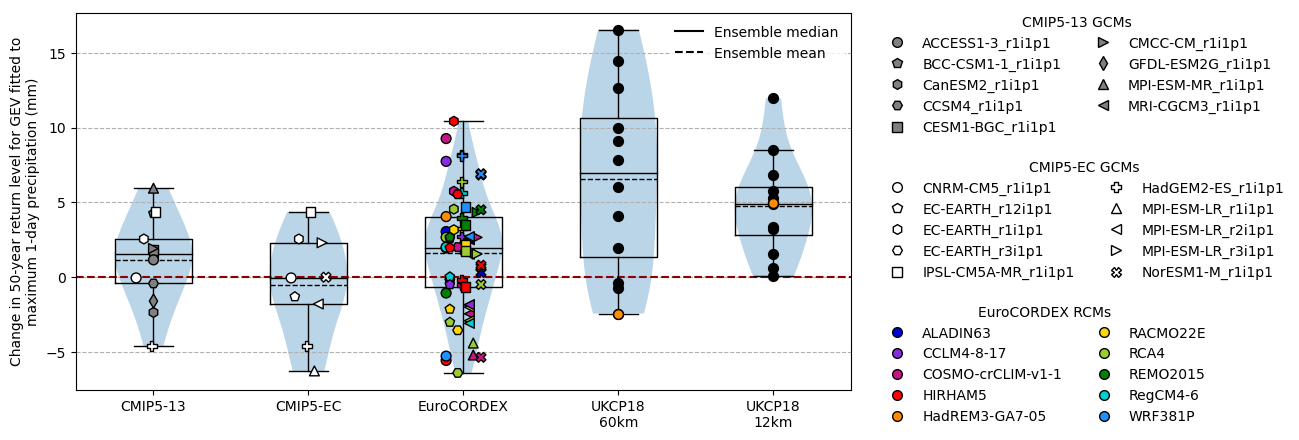 Change in 50-year return level for GEV fitted to
maximum 1-day precipitation (mm)
15
10
5
0
−5
Ensemble median
Ensemble mean
CMIP5-13
CMIP5-EC
EuroCORDEX
UKCP18
60km
UKCP18
12km
CMIP5-13 GCMs
ACCESS1-3_r1i1p1
BCC-CSM1-1_r1i1p1
CanESM2_r1i1p1
CCSM4_r1i1p1
CESM1-BGC_r1i1p1
CMCC-CM_r1i1p1
GFDL-ESM2G_r1i1p1
MPI-ESM-MR_r1i1p1
MRI-CGCM3_r1i1p1
CMIP5-EC GCMs
CNRM-CM5_r1i1p1
EC-EARTH_r12i1p1
EC-EARTH_r1i1p1
EC-EARTH_r3i1p1
IPSL-CM5A-MR_r1i1p1
HadGEM2-ES_r1i1p1
MPI-ESM-LR_r1i1p1
MPI-ESM-LR_r2i1p1
MPI-ESM-LR_r3i1p1
NorESM1-M_r1i1p1
EuroCORDEX RCMs
ALADIN63
CCLM4-8-17
COSMO-crCLIM-v1-1
HIRHAM5
HadREM3-GA7-05
RACMO22E
RCA4
REMO2015
RegCM4-6
WRF381P